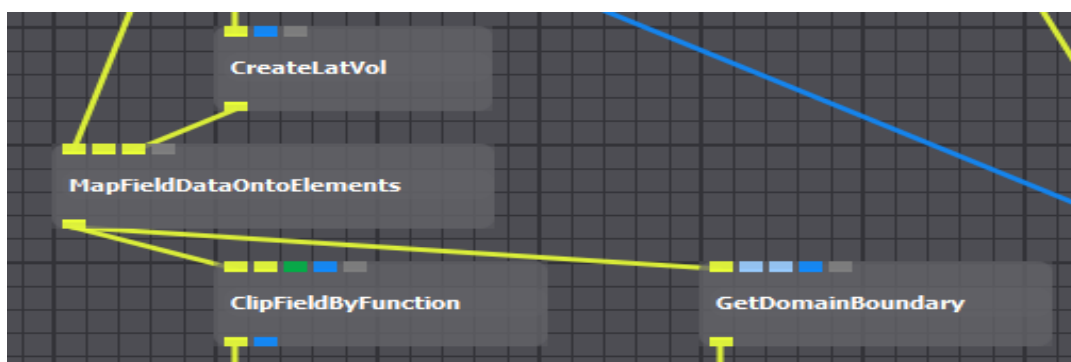 CreateLatVol
MapFieldDataOntoElements
ClipFieldByFunction
GetDomainBoundary